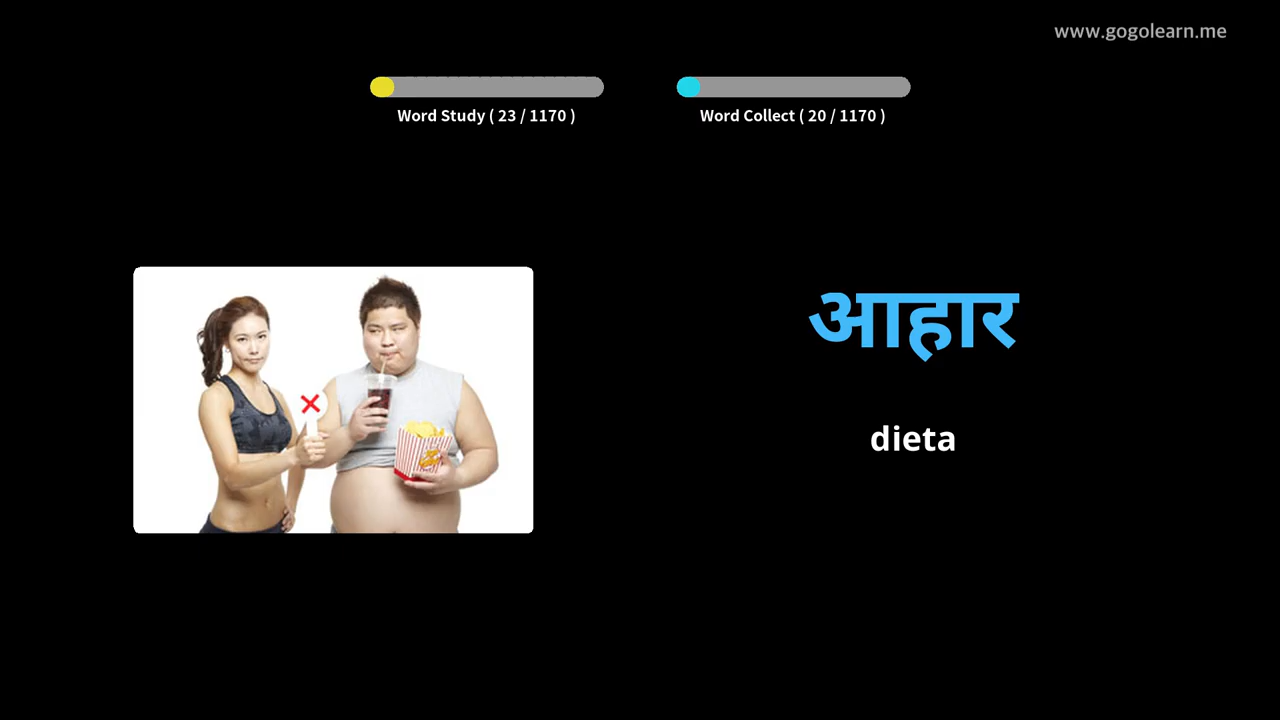 www.gogolearn.me
Word Study ( 23 / 1170 )
Word Collect ( 20 / 1170 )
आहार
dieta